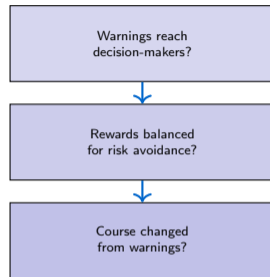 Warnings reach
decision-makers?
Rewards balanced
for risk avoidance?
Course changed
from warnings?